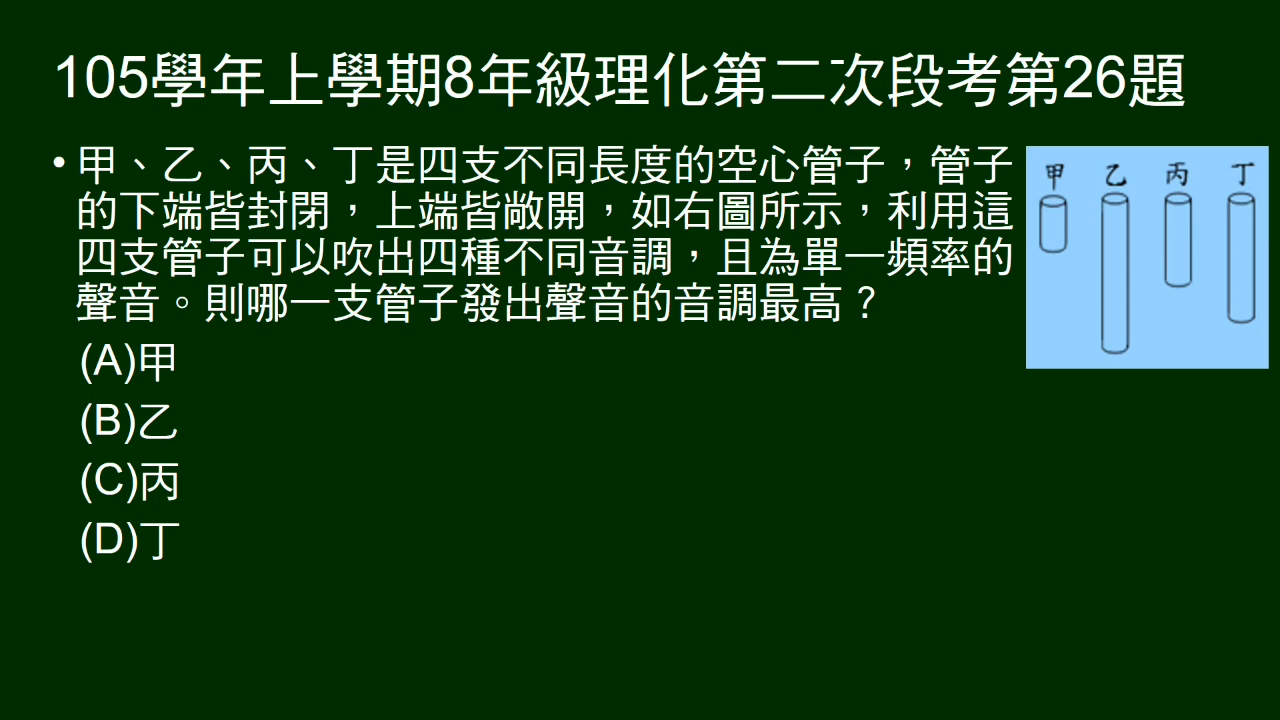 105學年上學期8年級理化第二次段考第26題
•甲、乙、丙、丁是四支不同長度的空心管子，管子
的下端皆封閉，上端皆敞開，如右圖所示，利用這
四支管子可以吹出四種不同音調，且為單一頻率的
聲音。則哪一支管子發出聲音的音調最高？
(A)甲
(B)乙
(C)丙
(D)丁
甲 乙 丙 丁